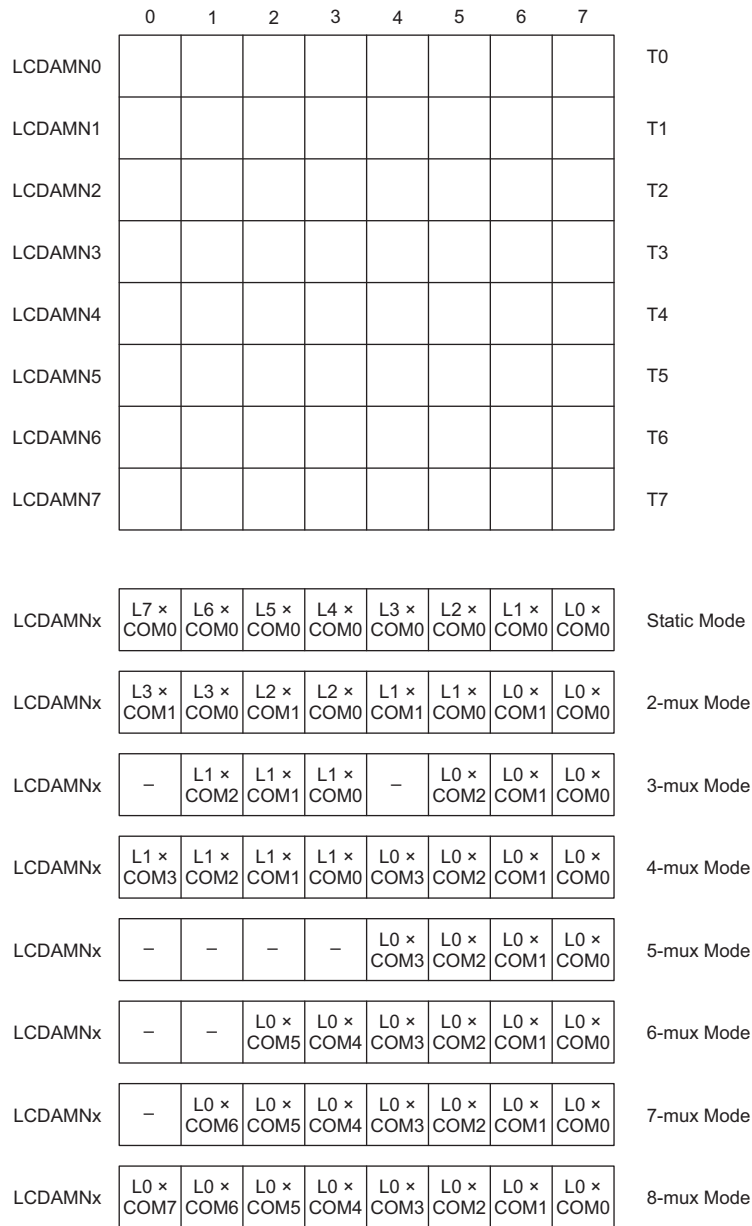 0 1 2 3 4 5 6 7
LCDAMN0 T0
LCDAMN1 T1
LCDAMN2 T2
LCDAMN3 T3
LCDAMN4 T4
LCDAMN5 T5
LCDAMN6 T6
LCDAMN7 T7
LCDAMNx L7 × COM0 L6 × COM0 L5 × COM0 L4 × COM0 L3 × COM0 L2 × COM0 L1 × COM0 L0 × COM0 Static Mode
LCDAMNx L3 × COM1 L3 × COM0 L2 × COM1 L2 × COM0 L1 × COM1 L1 × COM0 L0 × COM1 L0 × COM0 2-mux Mode
LCDAMNx – L1 × COM2 L1 × COM1 L1 × COM0 – L0 × COM2 L0 × COM1 L0 × COM0 3-mux Mode
LCDAMNx L1 × COM3 L1 × COM2 L1 × COM1 L1 × COM0 L0 × COM3 L0 × COM2 L0 × COM1 L0 × COM0 4-mux Mode
LCDAMNx – – – – L0 × COM3 L0 × COM2 L0 × COM1 L0 × COM0 5-mux Mode
LCDAMNx – – L0 × COM5 L0 × COM4 L0 × COM3 L0 × COM2 L0 × COM1 L0 × COM0 6-mux Mode
LCDAMNx – L0 × COM6 L0 × COM5 L0 × COM4 L0 × COM3 L0 × COM2 L0 × COM1 L0 × COM0 7-mux Mode
LCDAMNx L0 × COM7 L0 × COM6 L0 × COM5 L0 × COM4 L0 × COM3 L0 × COM2 L0 × COM1 L0 × COM0 8-mux Mode